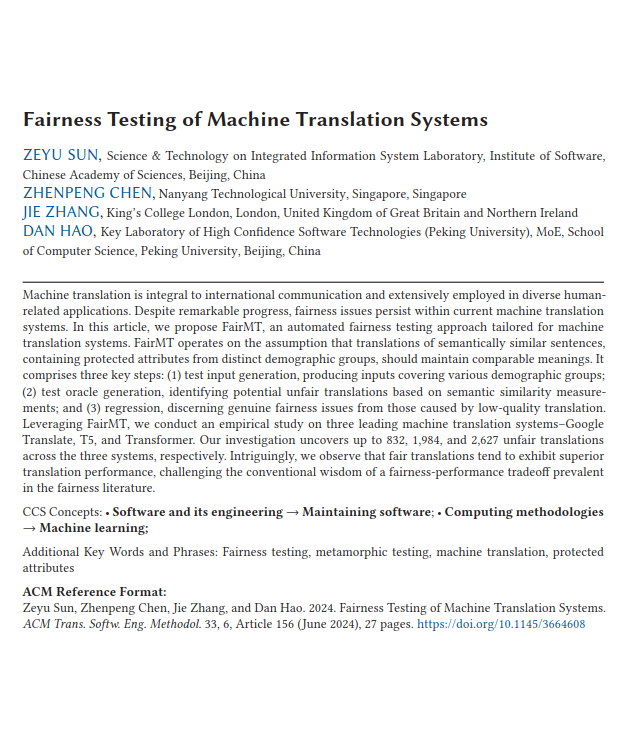 Fairness Testing of Machine Translation Systems
ZEYU SUN, Science & Technology on Integrated Information System Laboratory, Institute of Software,
Chinese Academy of Sciences, Beijing, China
ZHENPENG CHEN, Nanyang Technological University, Singapore, Singapore
JIE ZHANG, King's College London, London, United Kingdom of Great Britain and Northern Ireland
DAN HAO, Key Laboratory of High Confidence Software Technologies (Peking University), MoE, School
of Computer Science, Peking University, Beijing, China
Machine translation is integral to international communication and extensively employed in diverse human-
related applications. Despite remarkable progress, fairness issues persist within current machine translation
systems. In this article, we propose FairMT, an automated fairness testing approach tailored for machine
translation systems. FairMT operates on the assumption that translations of semantically similar sentences,
containing protected attributes from distinct demographic groups, should maintain comparable meanings. It
comprises three key steps: (1) test input generation, producing inputs covering various demographic groups;
(2) test oracle generation, identifying potential unfair translations based on semantic similarity measure-
ments; and (3) regression, discerning genuine fairness issues from those caused by low-quality translation.
Leveraging FairMT, we conduct an empirical study on three leading machine translation systems–Google
Translate, T5, and Transformer. Our investigation uncovers up to 832, 1,984, and 2,627 unfair translations
across the three systems, respectively. Intriguingly, we observe that fair translations tend to exhibit superior
translation performance, challenging the conventional wisdom of a fairness-performance tradeoff prevalent
in the fairness literature.
CCS Concepts: • Software and its engineering → Maintaining software; • Computing methodologies
→ Machine learning;
Additional Key Words and Phrases: Fairness testing, metamorphic testing, machine translation, protected
attributes
ACM Reference Format:
Zeyu Sun, Zhenpeng Chen, Jie Zhang, and Dan Hao. 2024. Fairness Testing of Machine Translation Systems.
ACM Trans. Softw. Eng. Methodol. 33, 6, Article 156 (June 2024), 27 pages. https://doi.org/10.1145/3664608